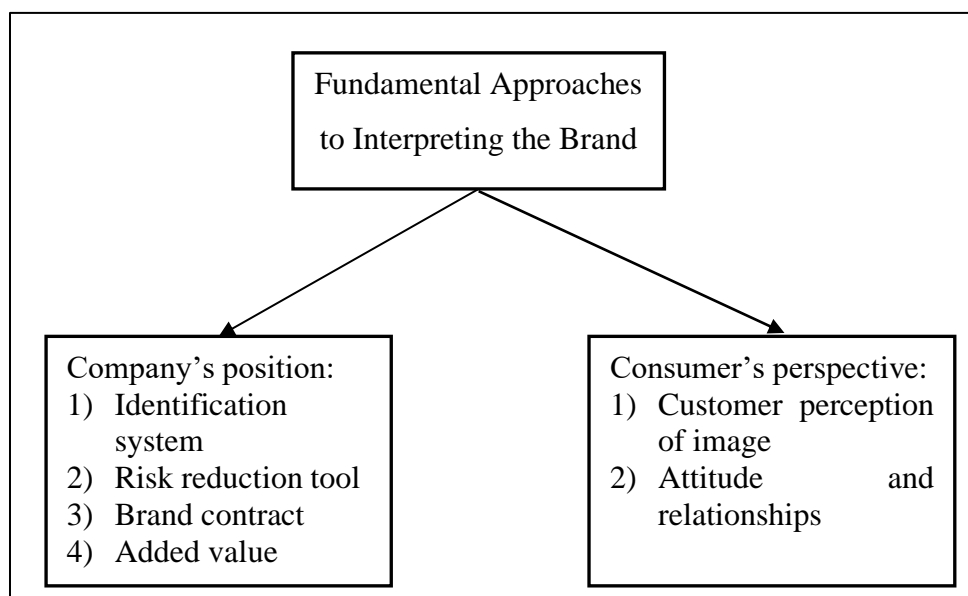 Fundamental Approaches
to Interpreting the Brand
Company’s position:
1) Identification
system
2) Risk reduction tool
3) Brand contract
4) Added value
Consumer’s perspective:
1) Customer perception
of image
2) Attitude and
relationships